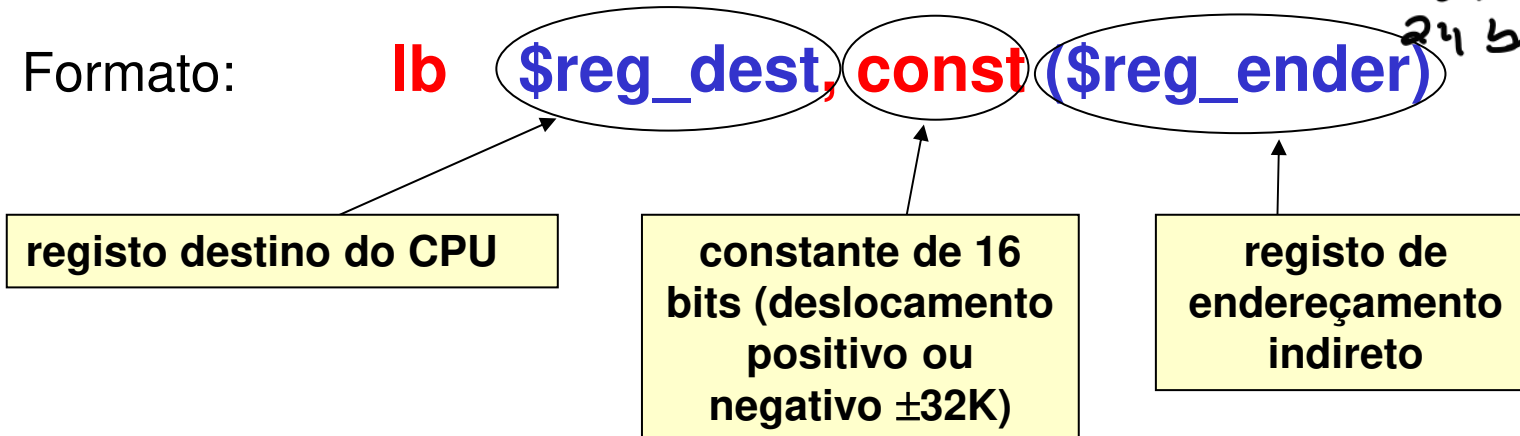 24 b
Formato: lb $reg_dest, const ($reg_ender)
registo destino do CPU
constante de 16
bits (deslocamento
positivo ou
negativo ±32K)
registo de
endereçamento
indireto